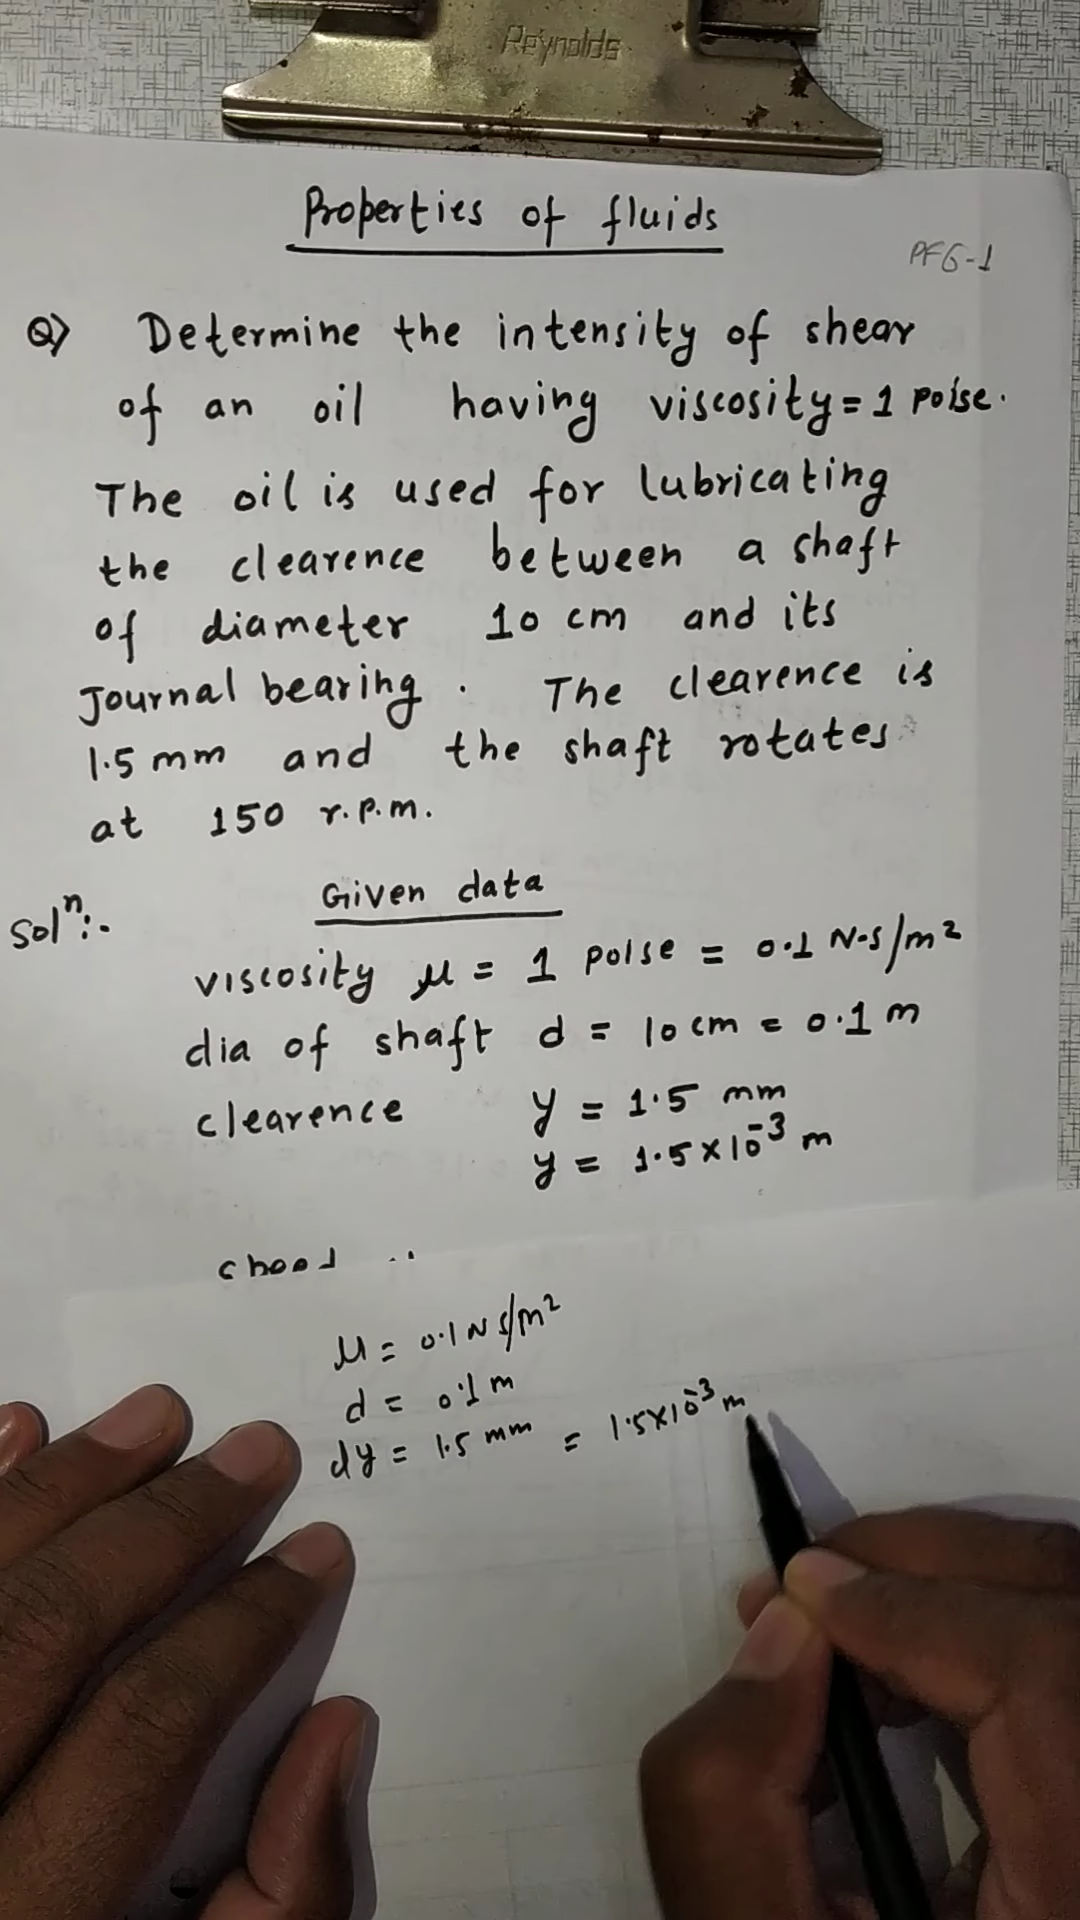 Reynolds
Properties of fluids
PFG-1
Q) Determine the intensity of shear
of an oil having viscosity = 1 poise.
The oil is used for lubricating
the clearence between a shaft
of diameter 10 cm and its
Journal bearing. The clearence is
1.5 mm and the shaft rotates
at 150 r.p.m.
Solⁿ:- Given data
viscosity μ = 1 poise = 0.1 N-s/m²
dia of shaft d = 10 cm = 0.1 m
clearence y = 1.5 mm
y = 1.5 × 10⁻³ m
μ = 0.1 N s/m²
d = 0.1 m
dy = 1.5 mm = 1.5×10⁻³ m